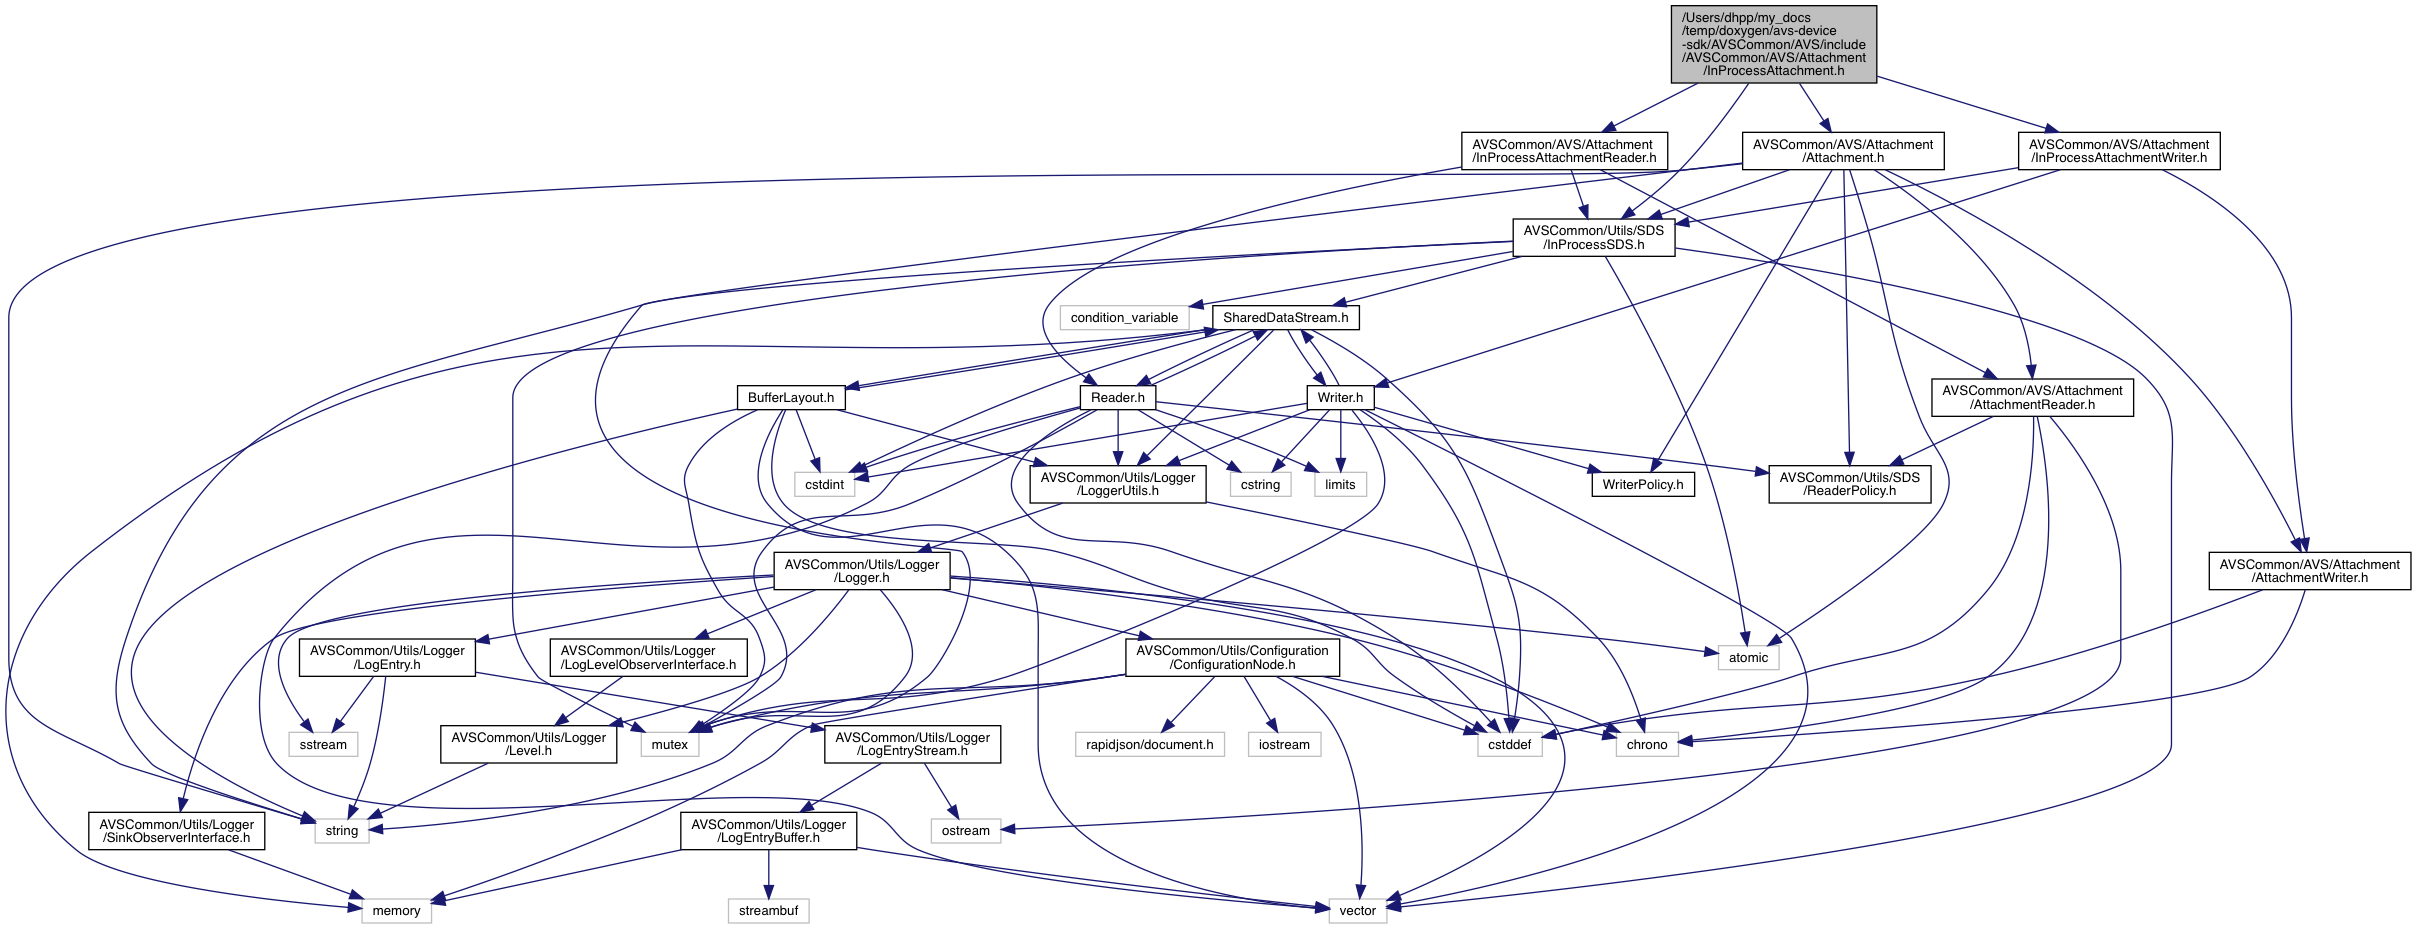 /Users/dhpp/my_docs
/temp/doxygen/avs-device
-sdk/AVSCommon/AVS/include
/AVSCommon/AVS/Attachment
/InProcessAttachment.h
AVSCommon/AVS/Attachment
/InProcessAttachmentReader.h
AVSCommon/AVS/Attachment
/Attachment.h
AVSCommon/AVS/Attachment
/InProcessAttachmentWriter.h
AVSCommon/Utils/SDS
/InProcessSDS.h
condition_variable
SharedDataStream.h
BufferLayout.h
Reader.h
Writer.h
AVSCommon/AVS/Attachment
/AttachmentReader.h
cstdint
AVSCommon/Utils/Logger
/LoggerUtils.h
cstring
limits
WriterPolicy.h
AVSCommon/Utils/SDS
/ReaderPolicy.h
AVSCommon/Utils/Logger
/Logger.h
AVSCommon/AVS/Attachment
/AttachmentWriter.h
AVSCommon/Utils/Logger
/LogEntry.h
AVSCommon/Utils/Logger
/LogLevelObserverInterface.h
AVSCommon/Utils/Configuration
/ConfigurationNode.h
atomic
sstream
AVSCommon/Utils/Logger
/Level.h
mutex
AVSCommon/Utils/Logger
/LogEntryStream.h
rapidjson/document.h
iostream
cstddef
chrono
AVSCommon/Utils/Logger
/SinkObserverInterface.h
string
AVSCommon/Utils/Logger
/LogEntryBuffer.h
ostream
memory
streambuf
vector